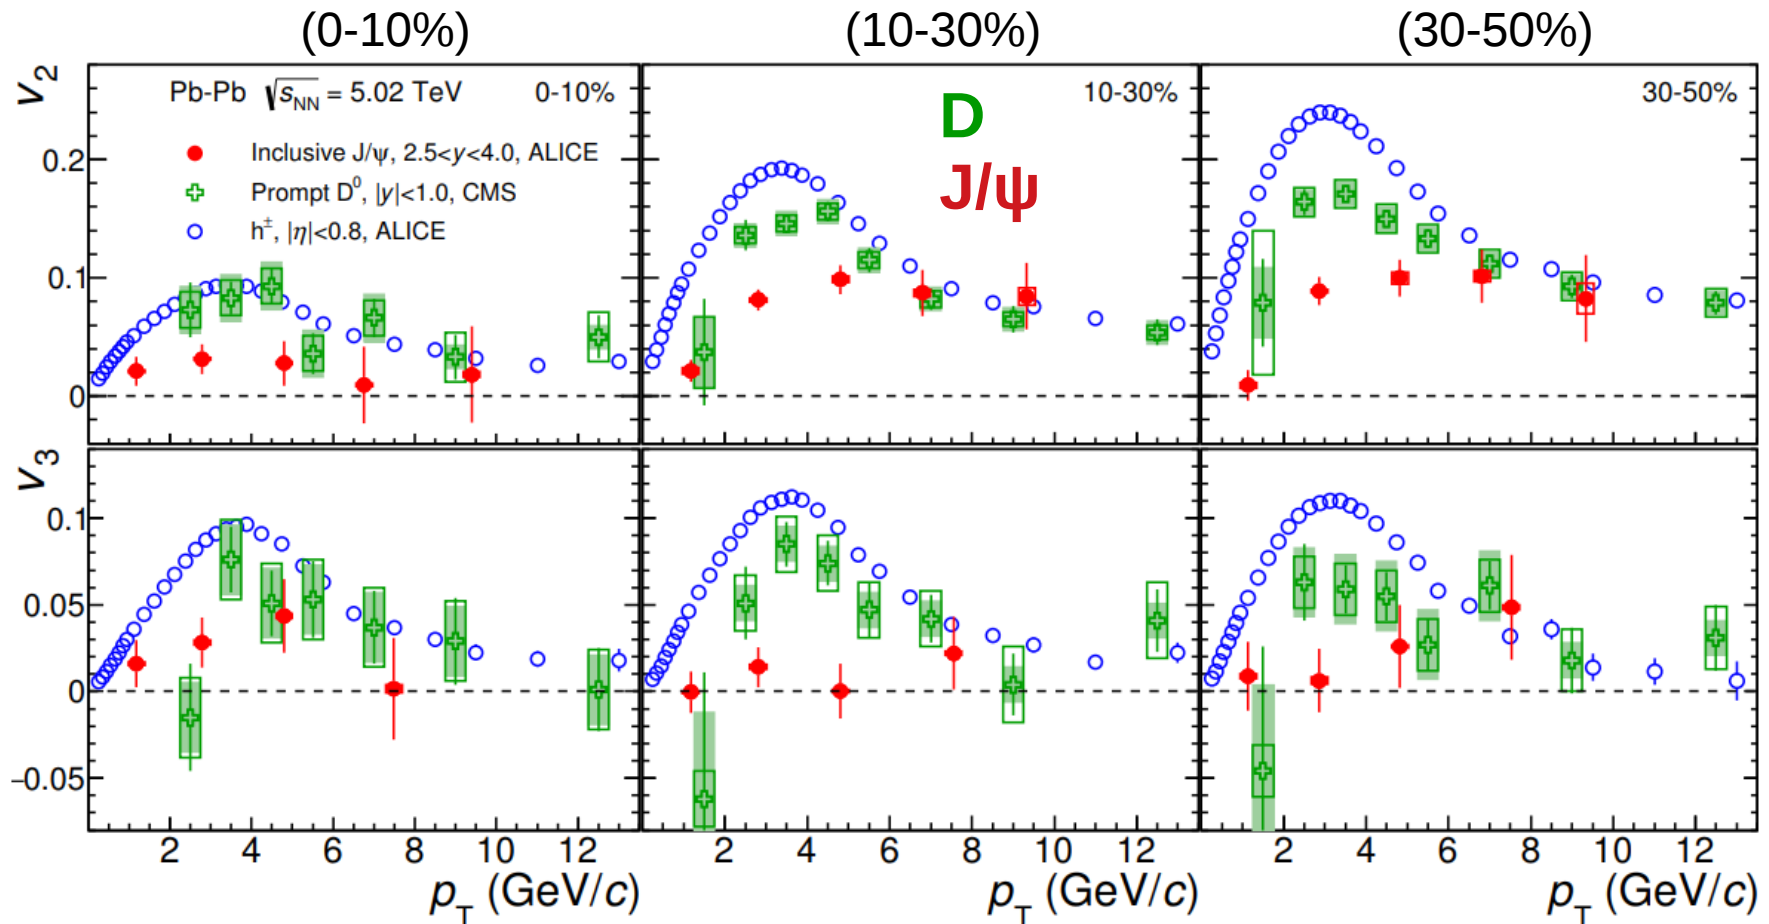 (0-10%) (10-30%) (30-50%)
v2
Pb-Pb √sNN = 5.02 TeV 0-10%
Inclusive J/ψ, 2.5<y<4.0, ALICE
Prompt D0, |y|<1.0, CMS
h±, |η|<0.8, ALICE
0.2
0.1
0
10-30%
D
J/ψ
30-50%
v3
0.1
0.05
0
−0.05
2 4 6 8 10 12
2 4 6 8 10 12
2 4 6 8 10 12
pT (GeV/c)
pT (GeV/c)
pT (GeV/c)